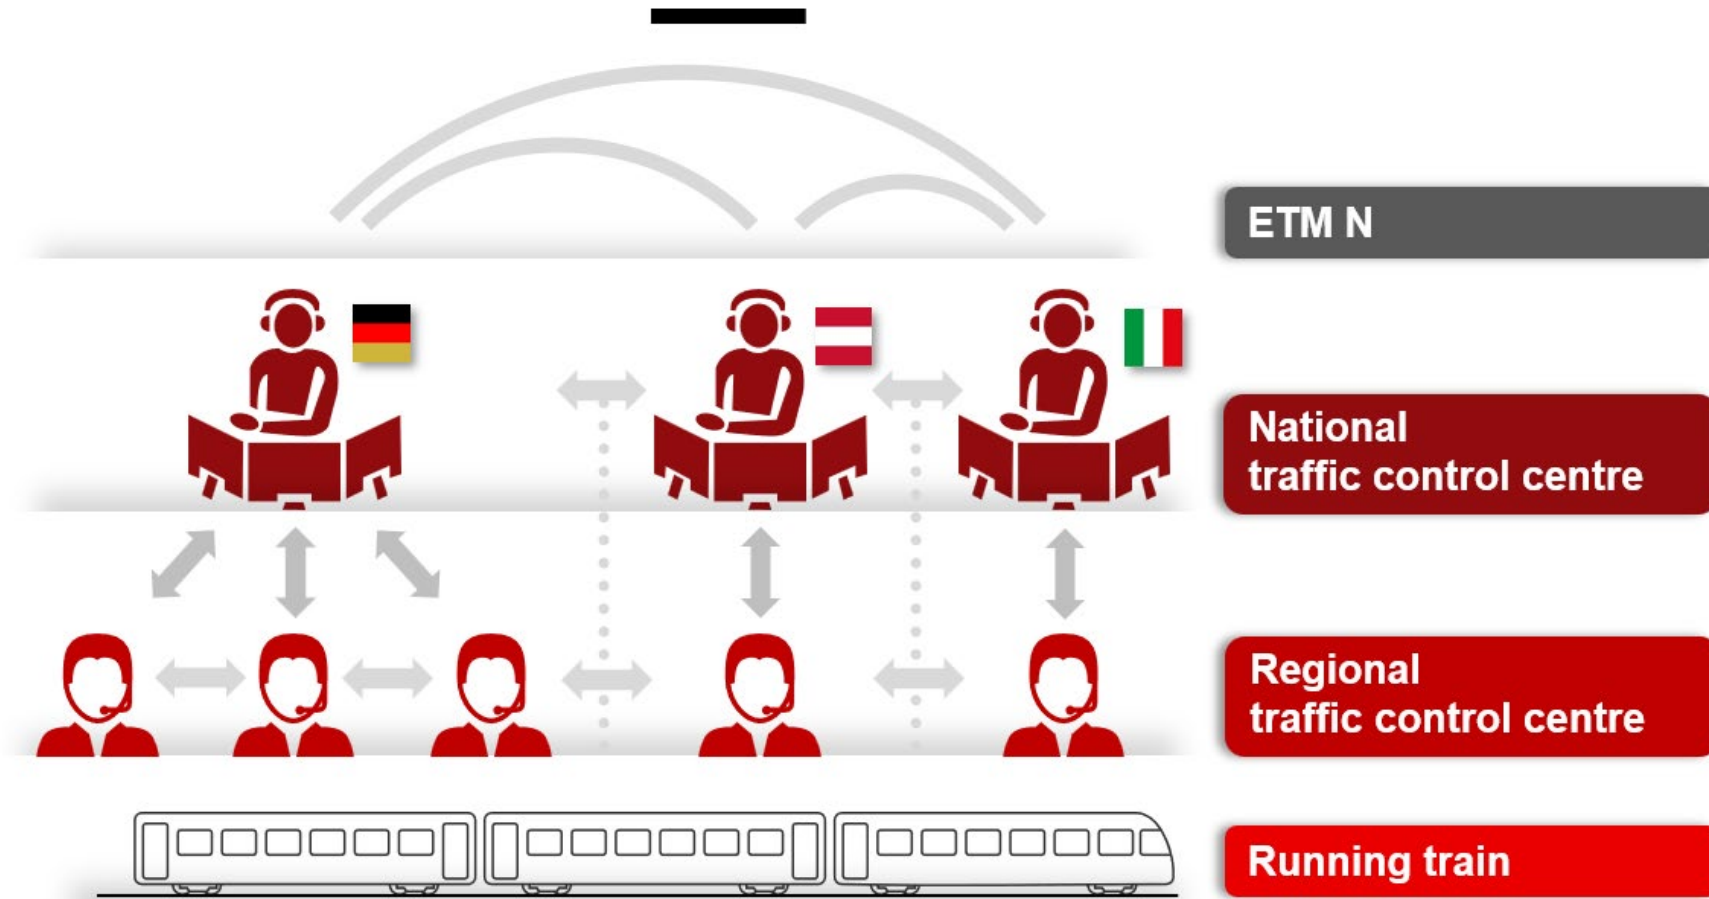 ETM N
National
traffic control centre
Regional
traffic control centre
Running train